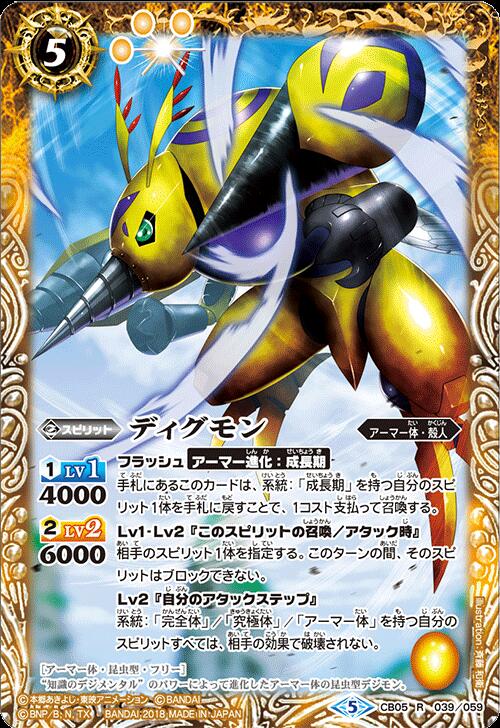 5
スピリット
ディグモン
アーマー体・殻人
1 LV1
4000
2 LV2
6000
フラッシュ【アーマー進化:成長期】
手札にあるこのカードは、系統:「成長期」を持つ自分のスピ
リット1体を手札に戻すことで、1コスト支払って召喚する。
Lv1・Lv2『このスピリットの召喚/アタック時』
相手のスピリット1体を指定する。このターンの間、そのスピ
リットはブロックできない。
Lv2『自分のアタックステップ』
系統:「完全体」/「究極体」/「アーマー体」を持つ自分の
スピリットすべては、相手の効果で破壊されない。
[アーマー体・昆虫型・フリー]
“知識のデジメンタル”のパワーによって進化したアーマー体の昆虫型デジモン。
©本郷あきよし・東映アニメーション ©BANDAI
©BNP/B, N, TX BANDAI 2018 MADE IN JAPAN
5 CB05 R 039/059